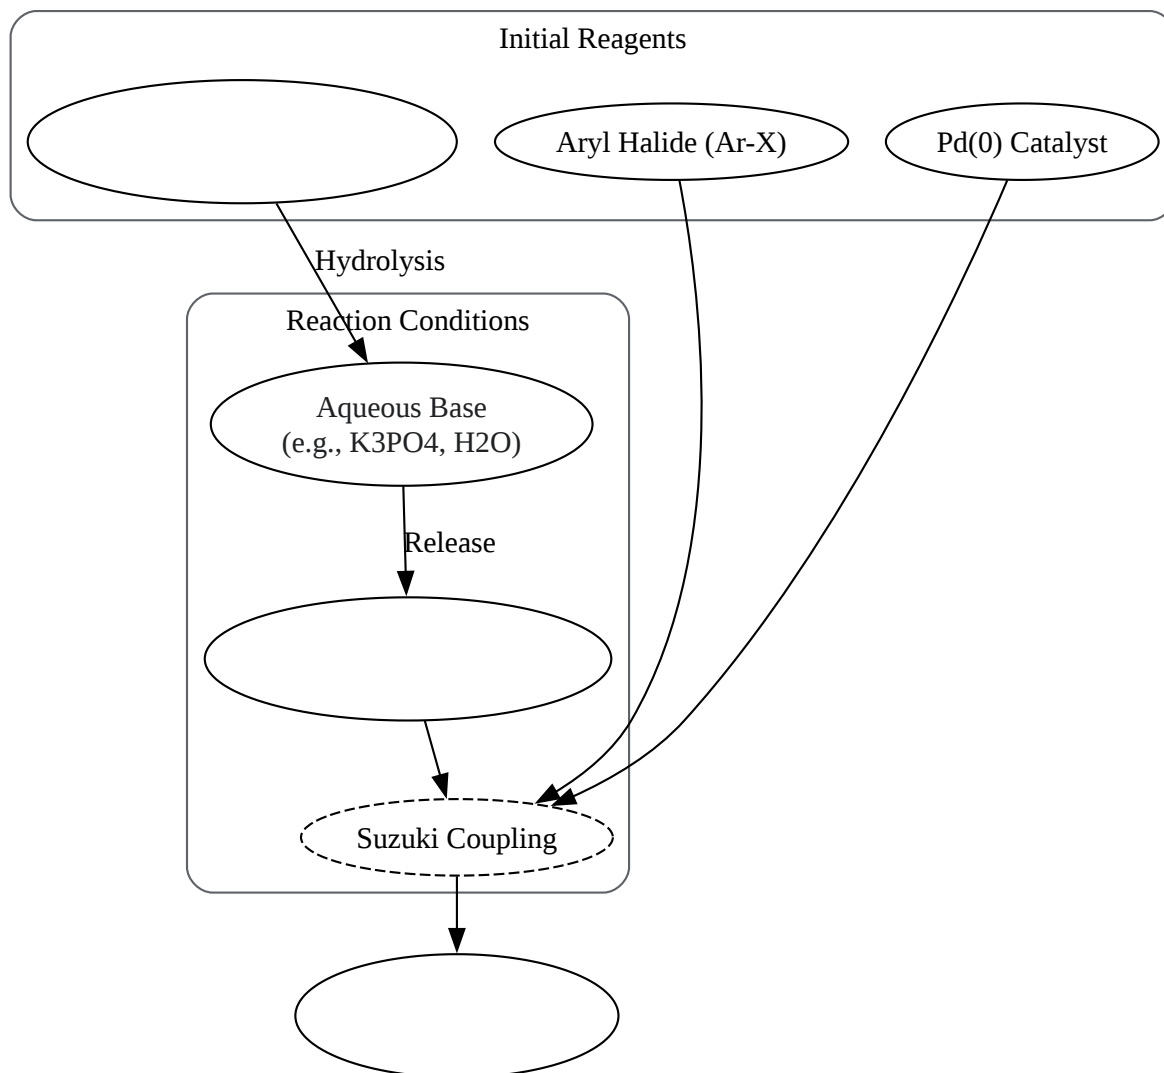 Initial Reagents
Aryl Halide (Ar-X)
Pd(0) Catalyst
Hydrolysis
Reaction Conditions
Aqueous Base
(e.g., K3PO4, H2O)
Release
Suzuki Coupling